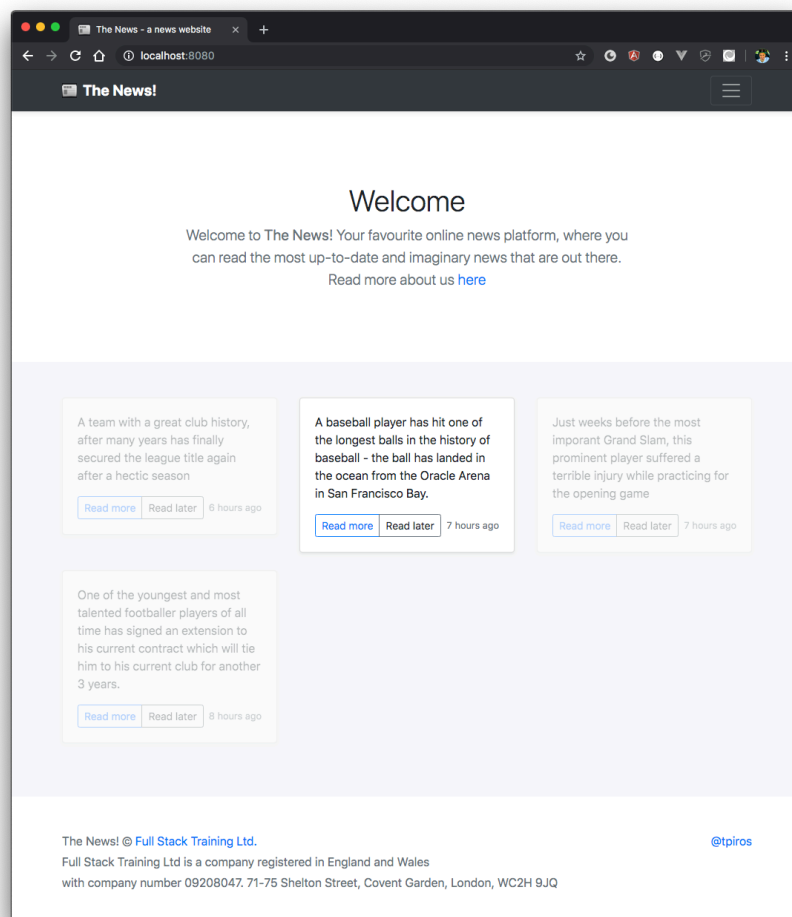 The News - a news website
localhost:8080
The News!
Welcome
Welcome to The News! Your favourite online news platform, where you
can read the most up-to-date and imaginary news that are out there.
Read more about us here
A team with a great club history,
after many years has finally
secured the league title again
after a hectic season
Read more Read later 6 hours ago
A baseball player has hit one of
the longest balls in the history of
baseball - the ball has landed in
the ocean from the Oracle Arena
in San Francisco Bay.
Read more Read later 7 hours ago
Just weeks before the most
imporant Grand Slam, this
prominent player suffered a
terrible injury while practicing for
the opening game
Read more Read later 7 hours ago
One of the youngest and most
talented footballer players of all
time has signed an extension to
his current contract which will tie
him to his current club for another
3 years.
Read more Read later 8 hours ago
The News! © Full Stack Training Ltd. @tpiros
Full Stack Training Ltd is a company registered in England and Wales
with company number 09208047. 71-75 Shelton Street, Covent Garden, London, WC2H 9JQ